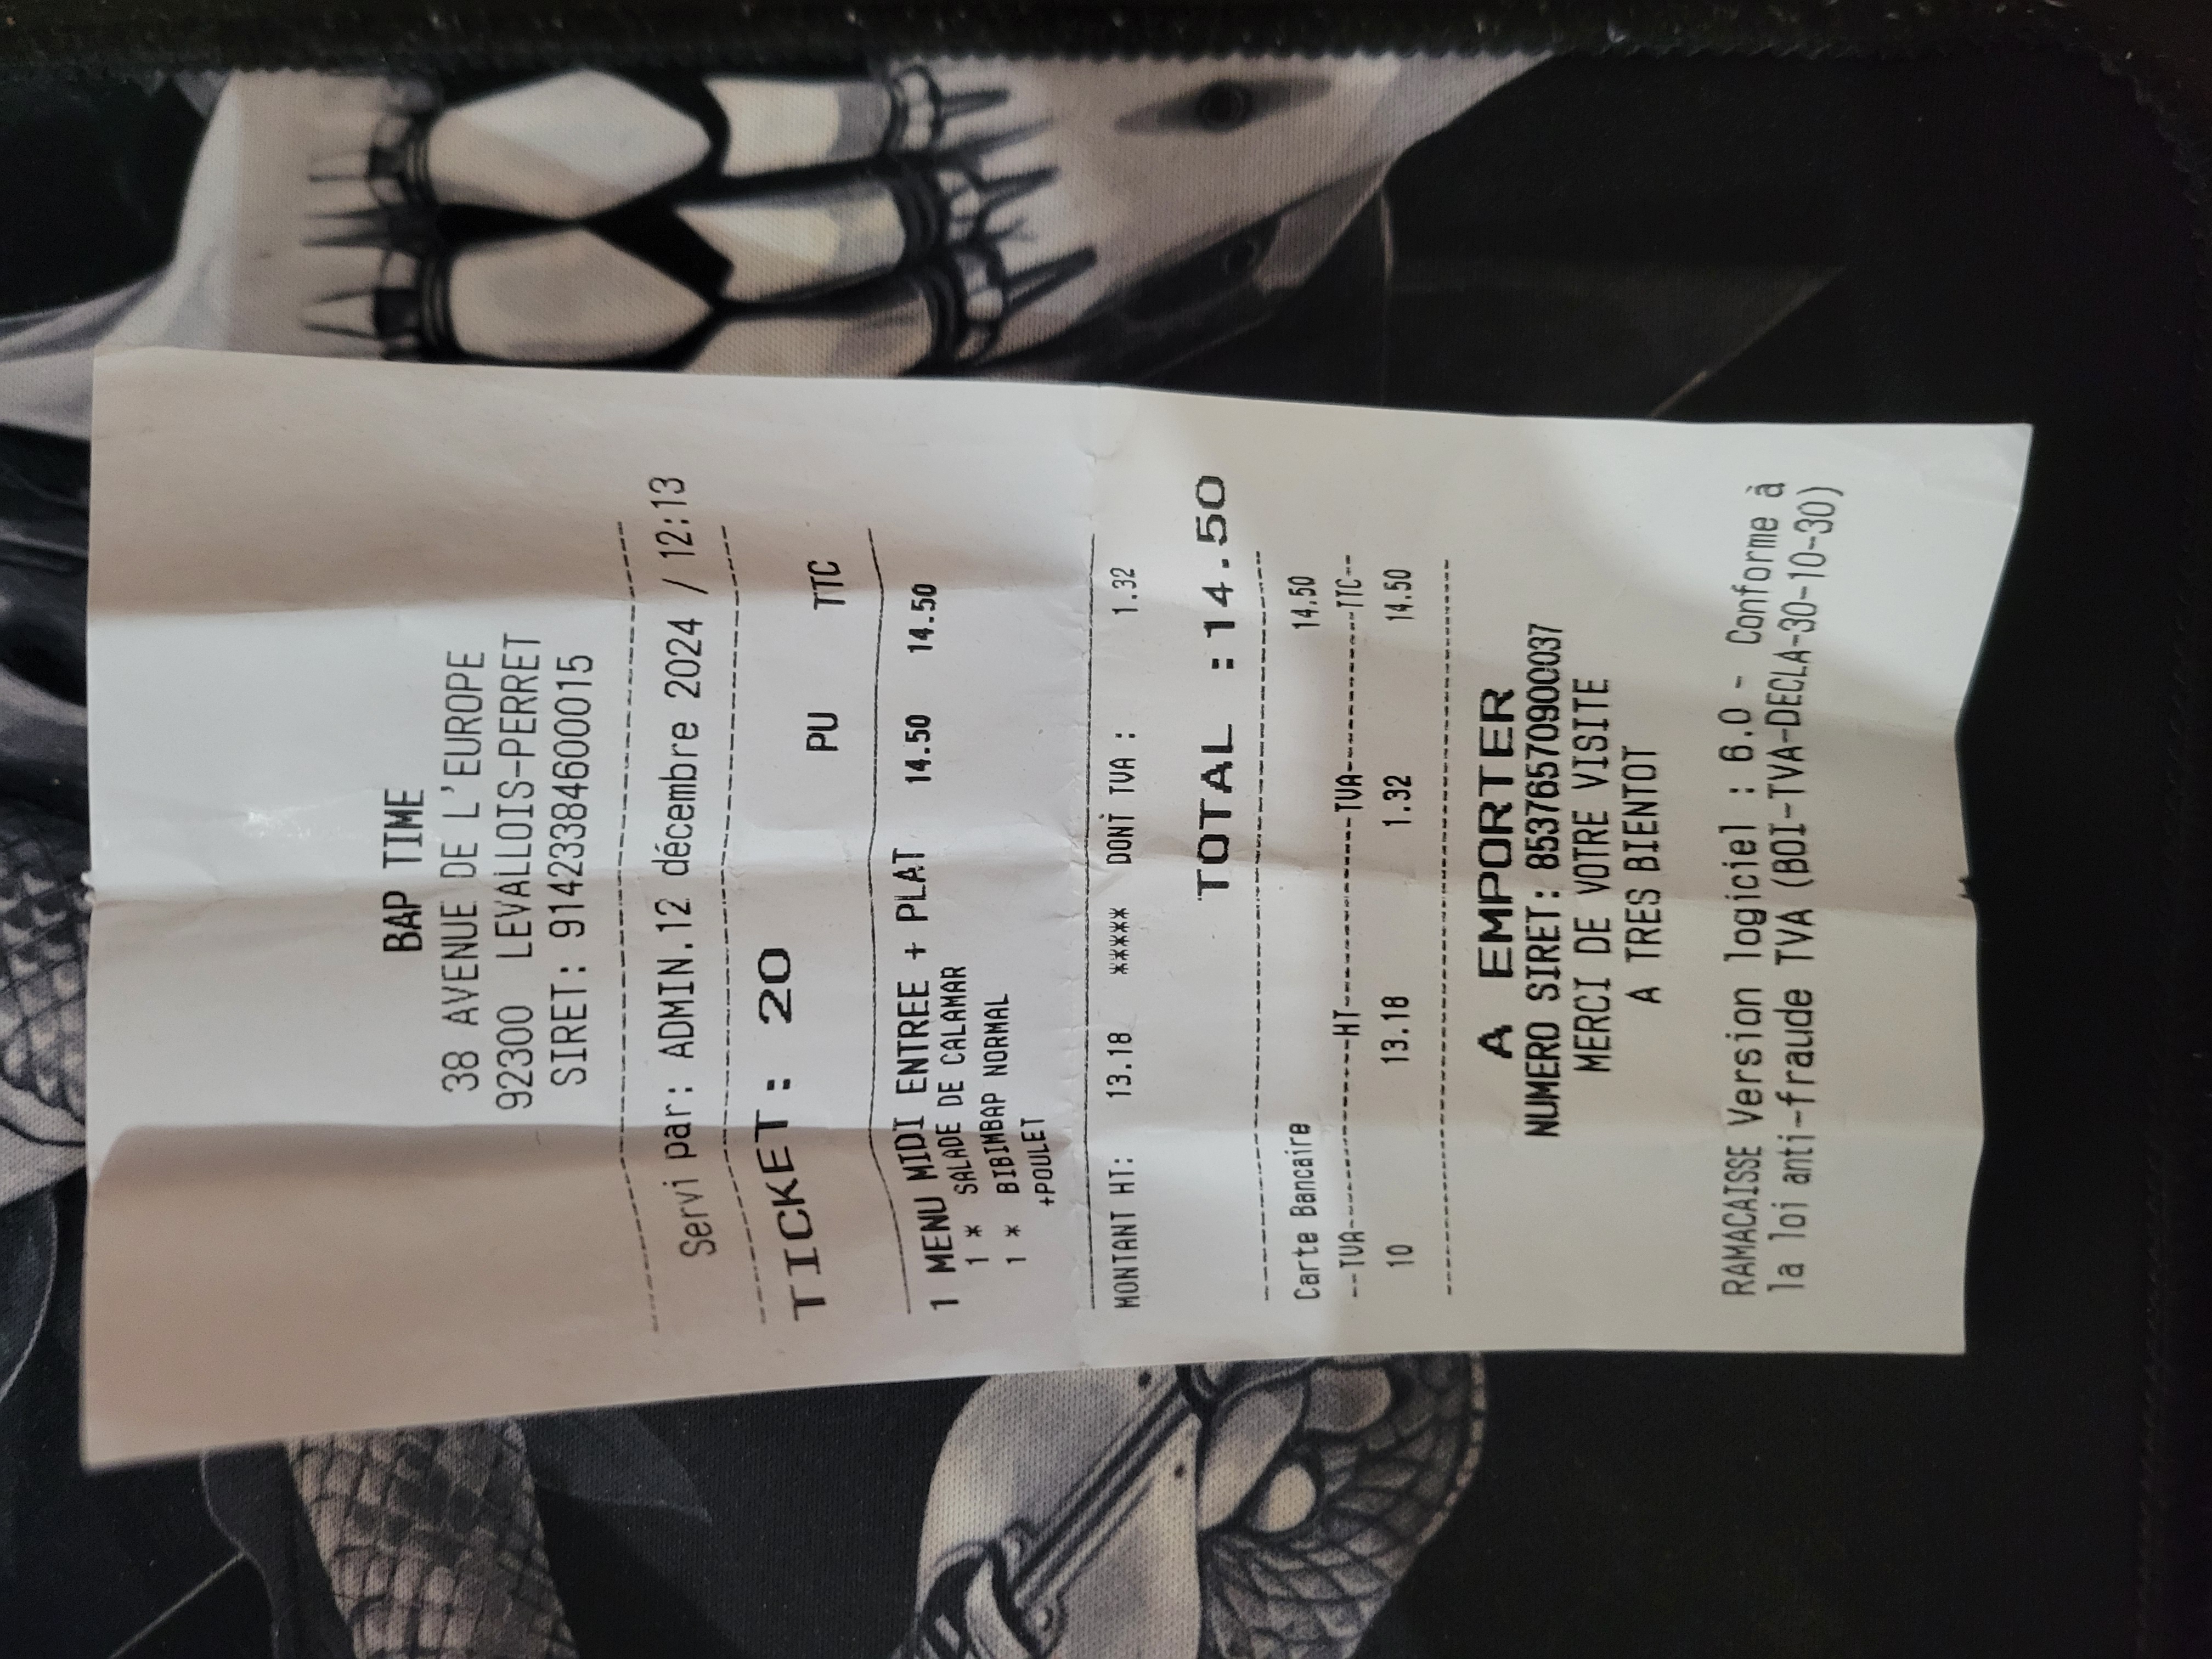 BAP TIME
38 AVENUE DE L'EUROPE
92300 LEVALLOIS-PERRET
SIRET: 91423384600015
Servi par: ADMIN.12 décembre 2024 / 12:13
TICKET: 20
PU TTC
1 MENU MIDI ENTREE + PLAT 14.50 14.50
1 * SALADE DE CALAMAR
1 * BIBIMBAP NORMAL
+POULET
MONTANT HT: 13.18 ***** DONT TVA : 1.32
TOTAL :14.50
Carte Bancaire 14.50
--TVA---------------HT---------------TVA------------TTC--
10 13.18 1.32 14.50
A EMPORTER
NUMERO SIRET: 85376570900037
MERCI DE VOTRE VISITE
A TRES BIENTOT
RAMACAISSE Version logiciel : 6.0 - Conforme à
la loi anti-fraude TVA (BOI-TVA-DECLA-30-10-30)